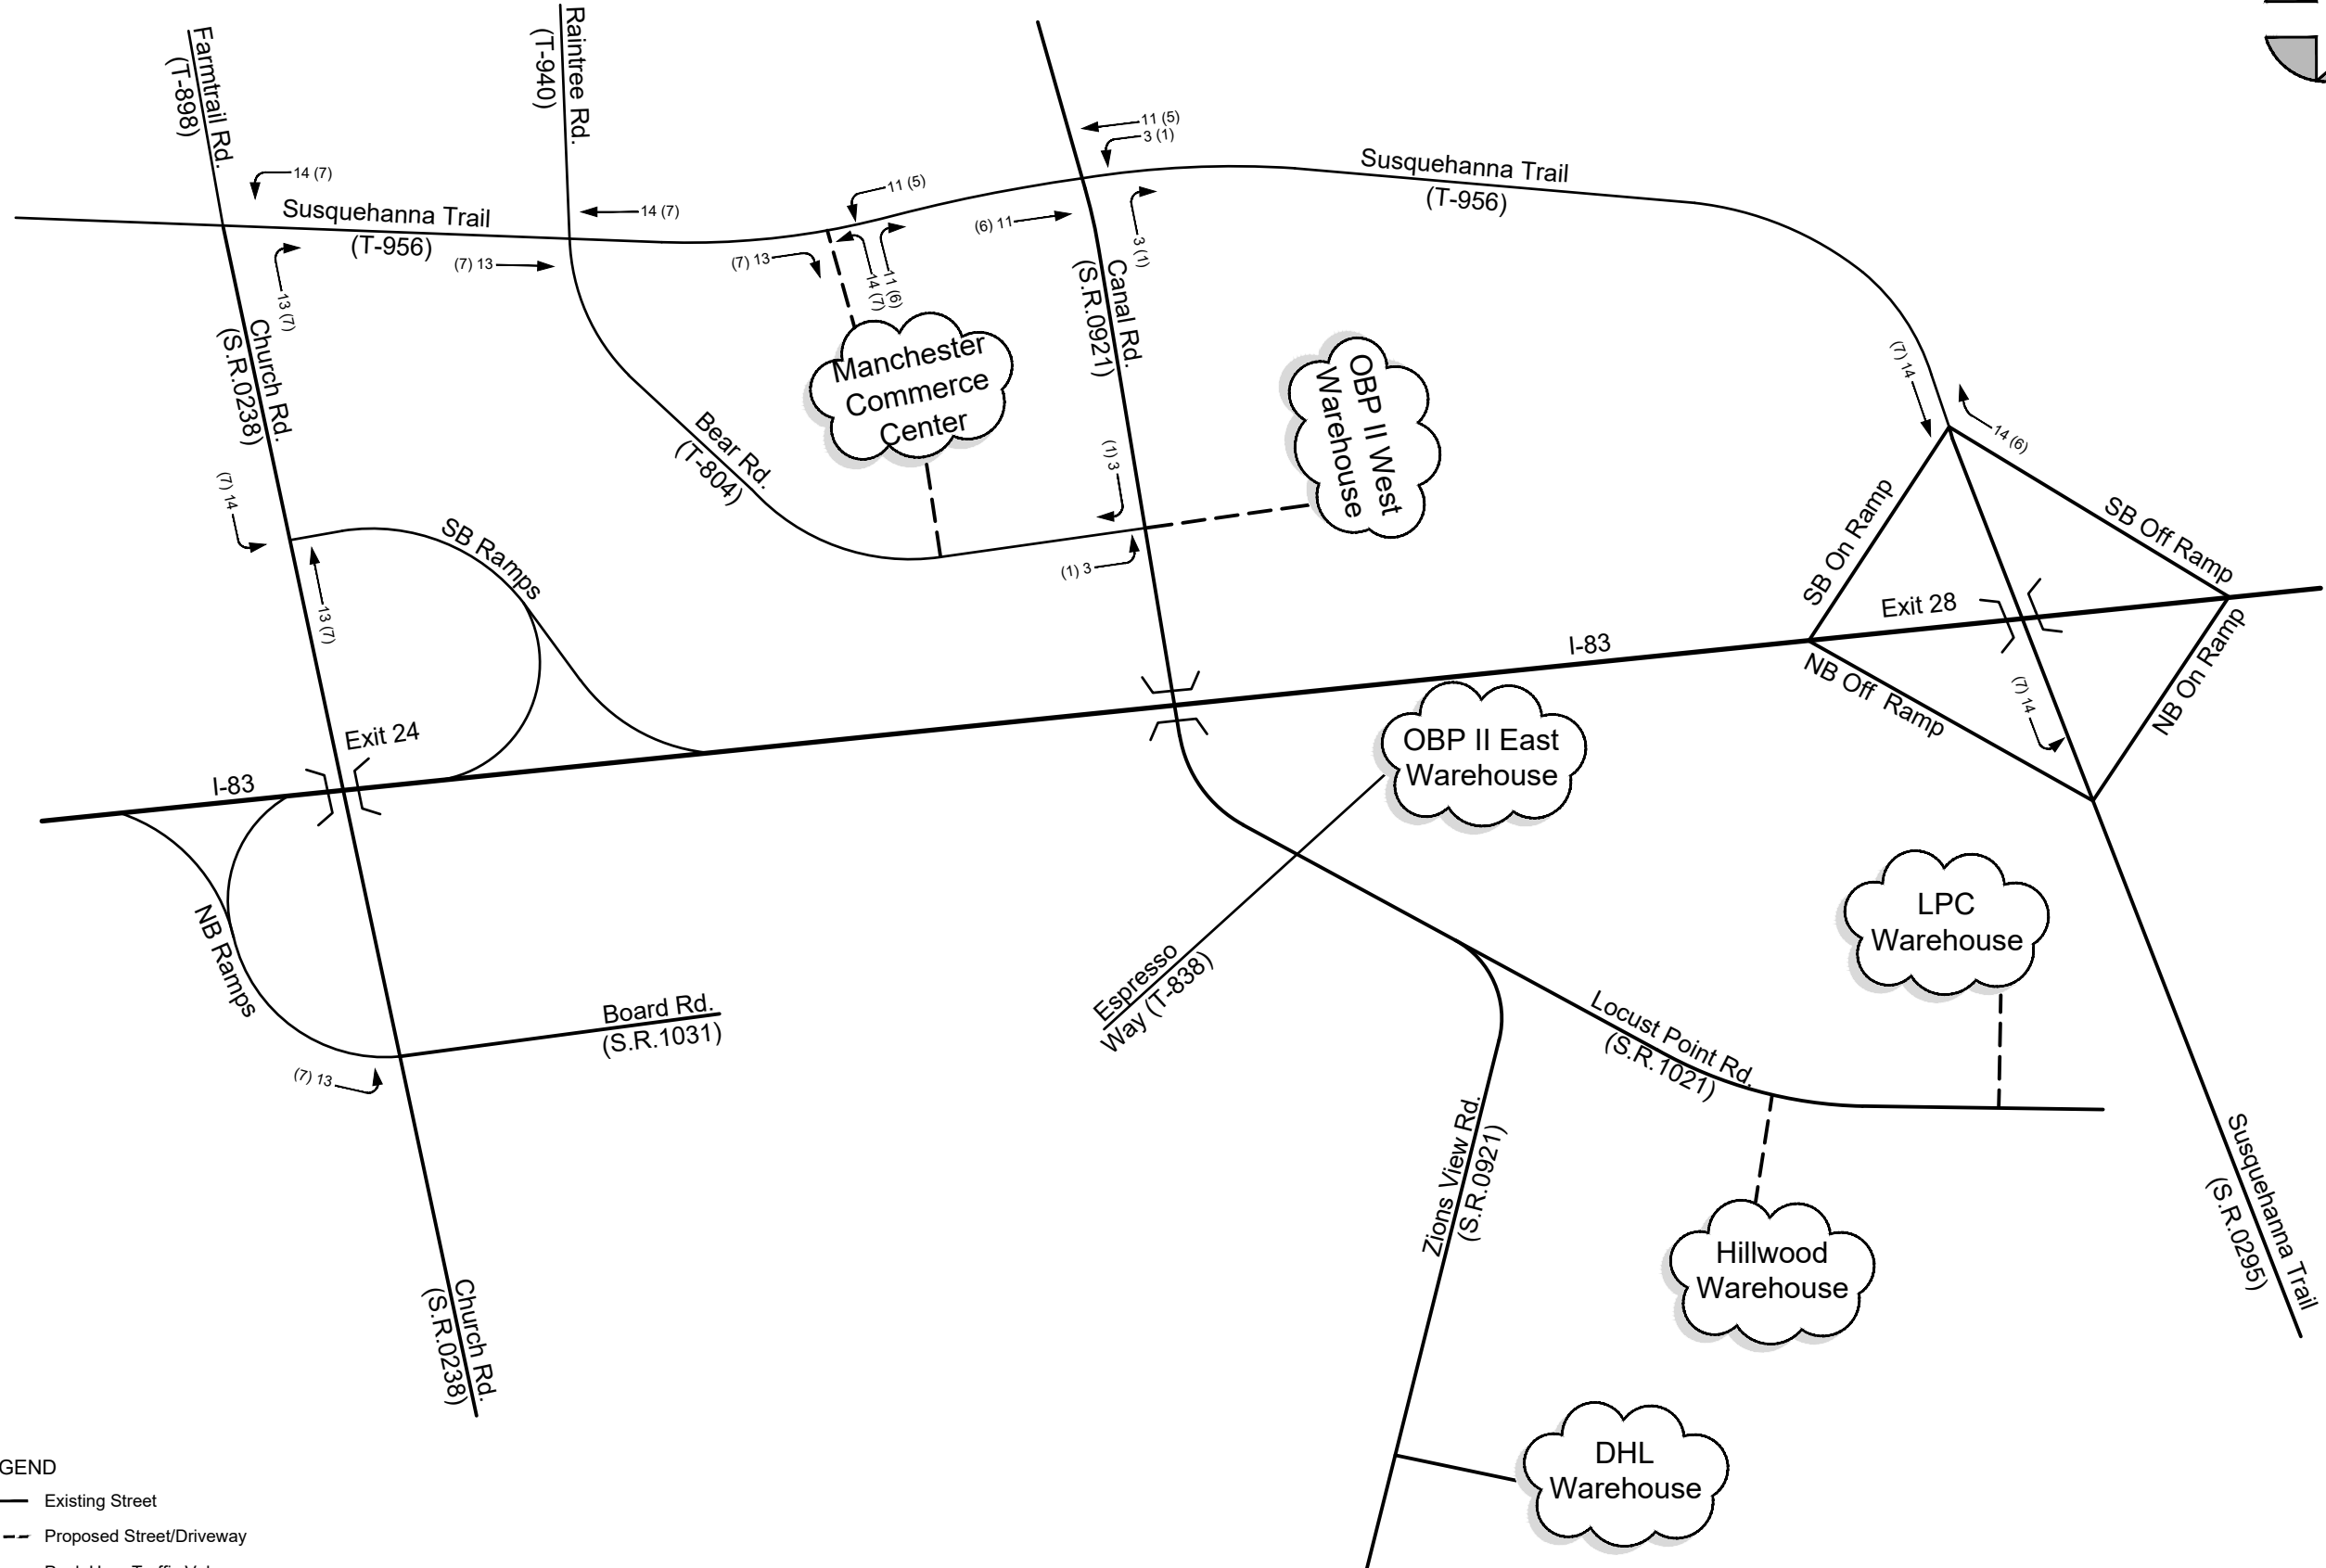 Farmtrail Rd.
(T-898)
Raintree Rd.
(T-940)
11 (5)
3 (1)
14 (7)
Susquehanna Trail
(T-956)
(7) 13
14 (7)
11 (5)
(7) 13
14 (7)
11 (6)
(6) 11
3 (1)
Susquehanna Trail
(T-956)
13 (7)
Church Rd.
(S.R.0238)
Canal Rd.
(S.R.0921)
Manchester
Commerce
Center
OBP II West
Warehouse
(7) 14
14 (6)
Bear Rd.
(T-804)
(1) 3
(1) 3
(7) 14
SB Ramps
13 (7)
SB On Ramp
SB Off Ramp
Exit 28
I-83
NB Off Ramp
(7) 14
NB On Ramp
Exit 24
I-83
OBP II East
Warehouse
LPC
Warehouse
NB Ramps
Board Rd.
(S.R.1031)
(7) 13
Espresso
Way (T-838)
Locust Point Rd.
(S.R.1021)
Zions View Rd.
(S.R.0921)
Susquehanna Trail
(S.R.0295)
Hillwood
Warehouse
Church Rd.
(S.R.0238)
DHL
Warehouse
GEND
Existing Street
Proposed Street/Driveway